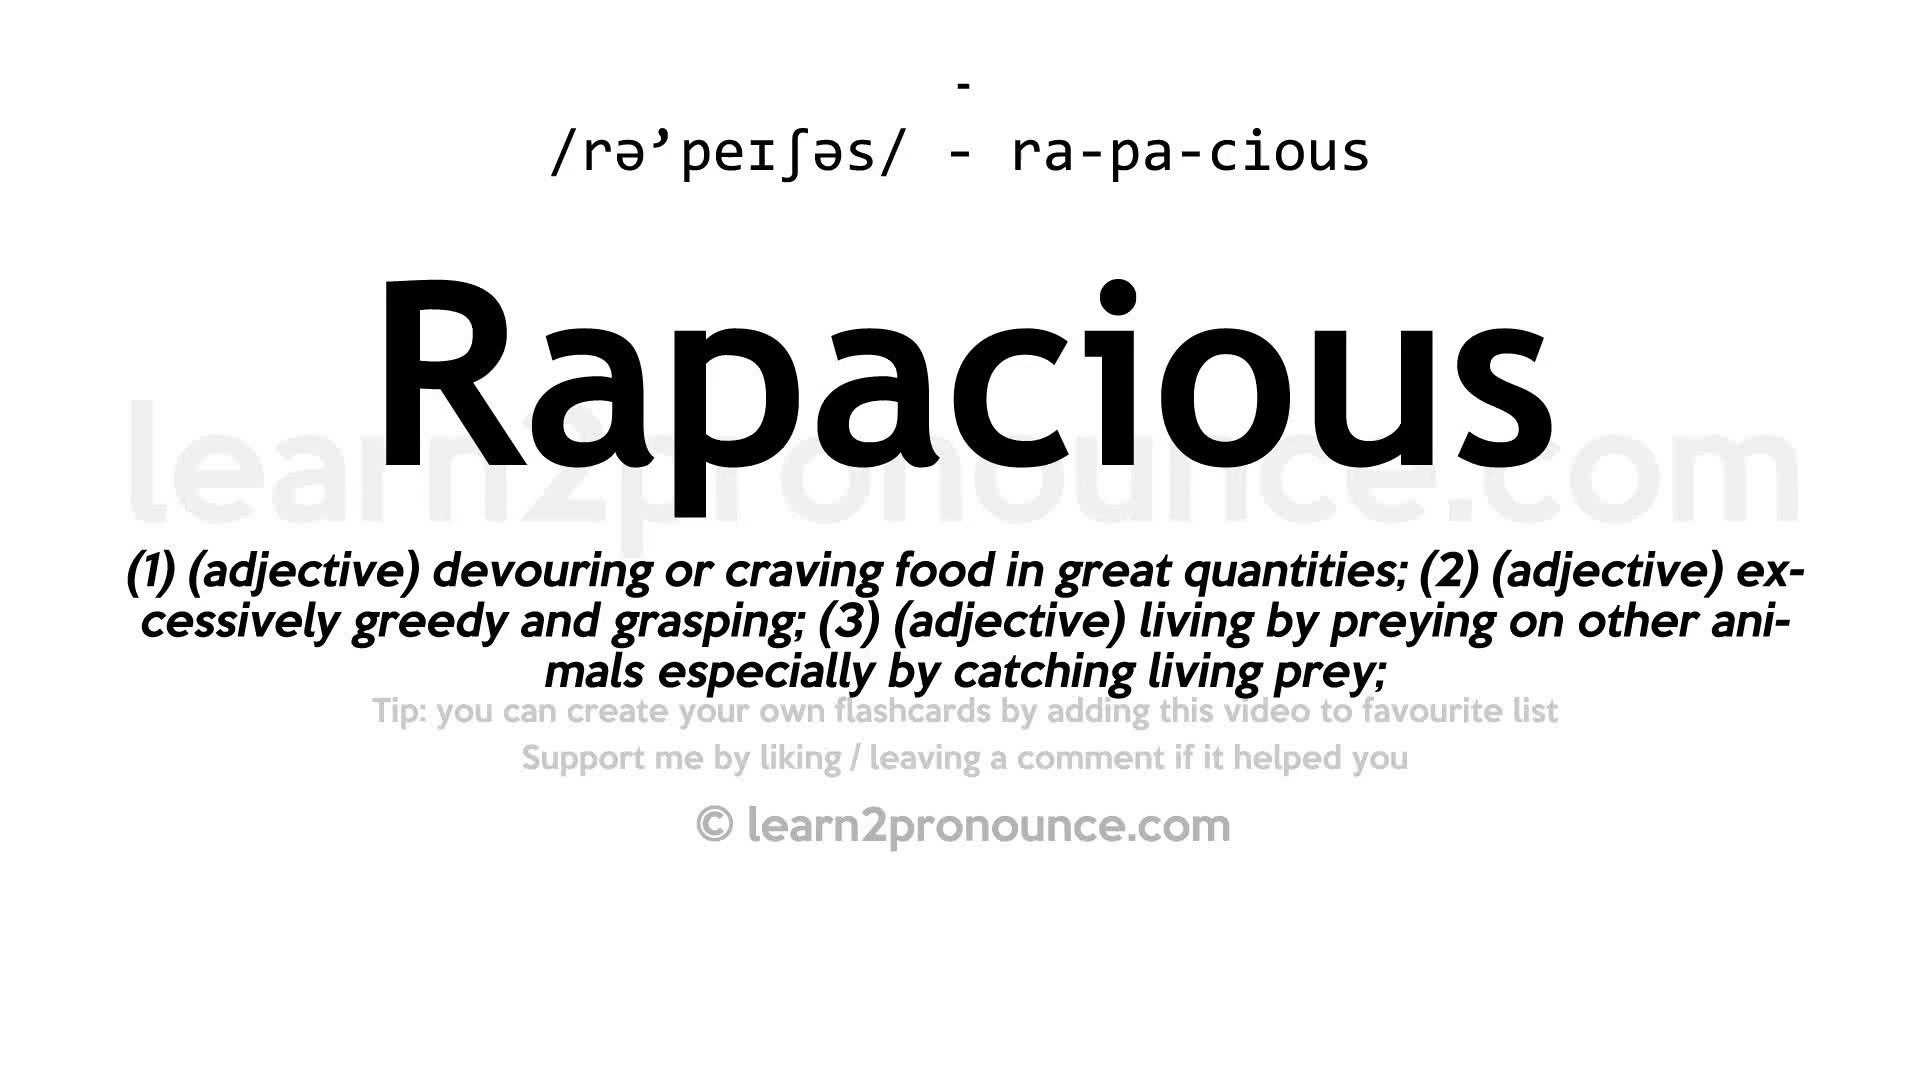 -
/rə’peɪʃəs/ - ra-pa-cious
Rapacious
learn2pronounce.com
(1) (adjective) devouring or craving food in great quantities; (2) (adjective) ex-
cessively greedy and grasping; (3) (adjective) living by preying on other ani-
mals especially by catching living prey;
Tip: you can create your own flashcards by adding this video to favourite list
Support me by liking / leaving a comment if it helped you
© learn2pronounce.com